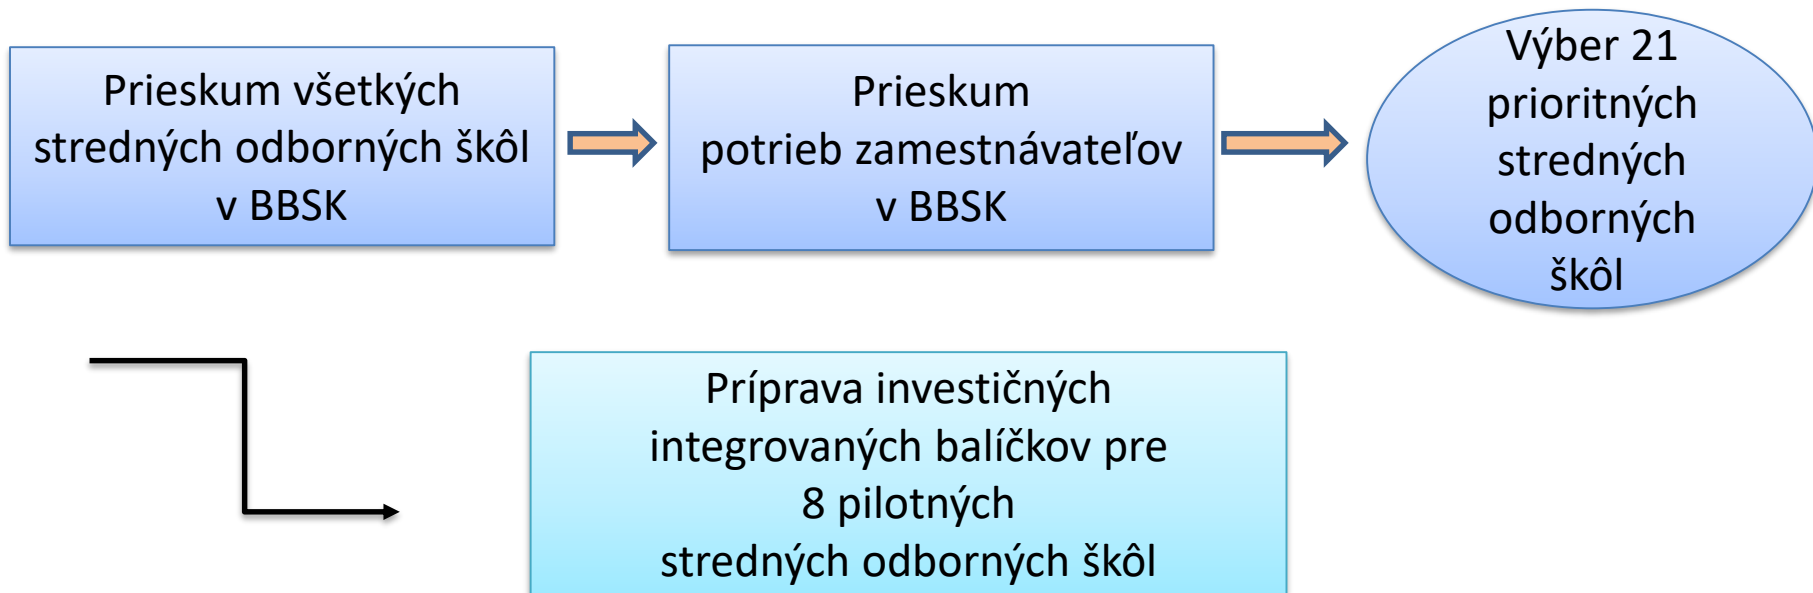 Prieskum všetkých
stredných odborných škôl
v BBSK
Prieskum
potrieb zamestnávateľov
v BBSK
Výber 21
prioritných
stredných
odborných
škôl
Príprava investičných
integrovaných balíčkov pre
8 pilotných
stredných odborných škôl